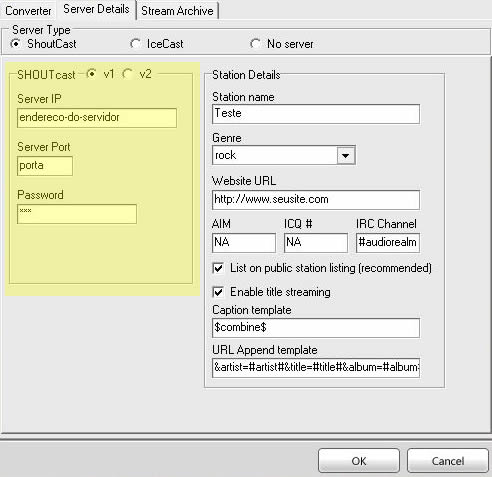 Converter Server Details Stream Archive
Server Type
ShoutCast IceCast No server
SHOUTcast v1 v2
Server IP
endereco-do-servidor
Server Port
porta
Password
***
Station Details
Station name
Teste
Genre
rock
Website URL
http://www.seusite.com
AIM ICQ # IRC Channel
NA NA #audiorealm
List on public station listing (recommended)
Enable title streaming
Caption template
$combine$
URL Append template
&artist=#artist#&title=#title#&album=#album
OK Cancel